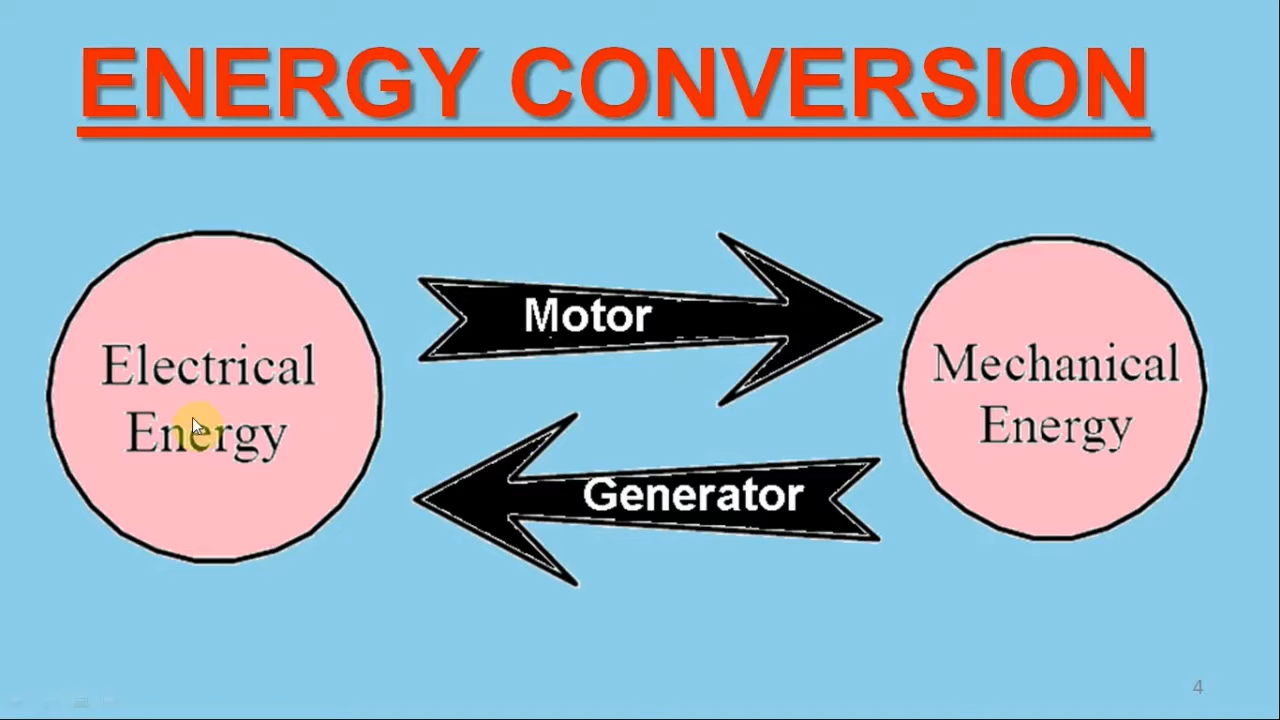 ENERGY CONVERSION
Electrical
Energy
Motor
Generator
Mechanical
Energy
4